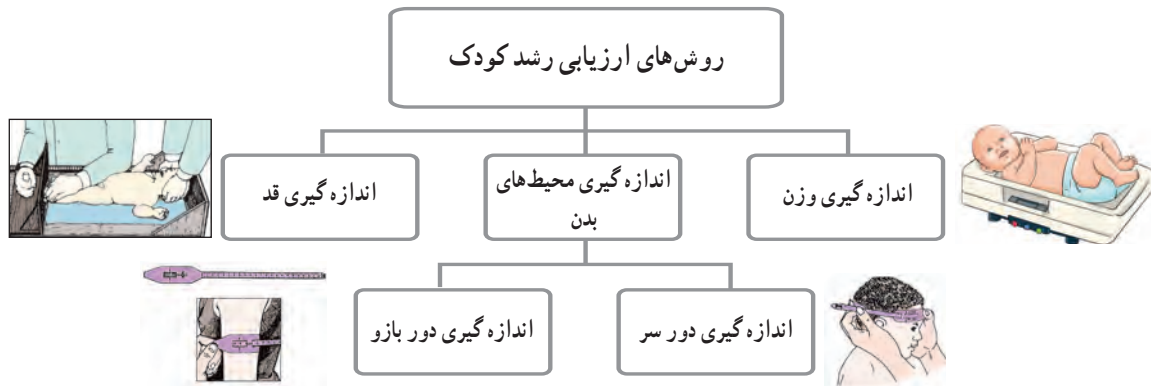 روش‌های ارزیابی رشد کودک
اندازه گیری وزن
اندازه گیری محیط‌های
بدن
اندازه گیری قد
اندازه گیری دور سر
اندازه گیری دور بازو